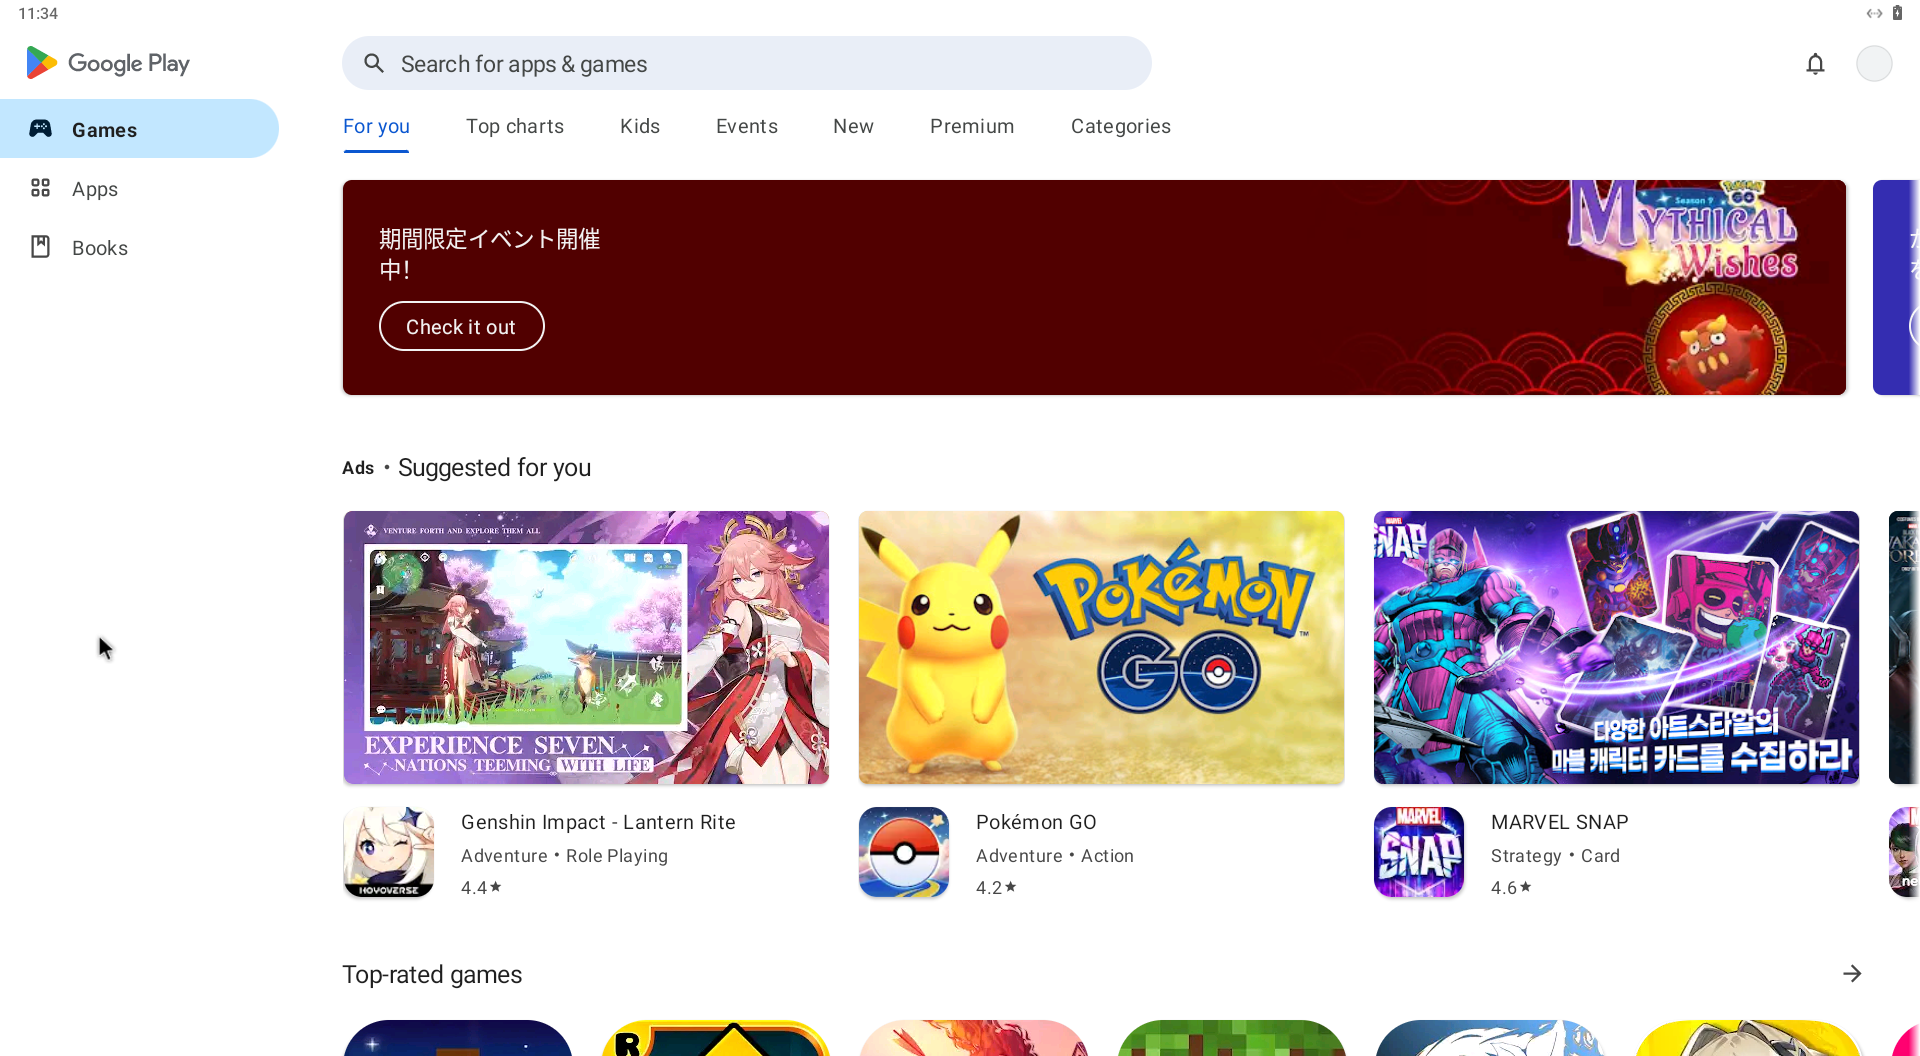 11:34
Google Play
Search for apps & games
Games
Apps
Books
For you
Top charts
Kids
Events
New
Premium
Categories
期間限定イベント開催
中!
Check it out
Pokémon
GO
Season 9
MYTHICAL
Wishes
Ads • Suggested for you
VENTURE FORTH AND EXPLORE THEM ALL
EXPERIENCE SEVEN
NATIONS TEEMING WITH LIFE
POKÉMON
TM
GO
MARVEL
SNAP
다양한 아트스타일의
마블 캐릭터 카드를 수집하라
HOYOVERSE
Genshin Impact - Lantern Rite
Adventure • Role Playing
4.4★
Pokémon GO
Adventure • Action
4.2★
MARVEL
SNAP
MARVEL SNAP
Strategy • Card
4.6★
ne
Top-rated games
R